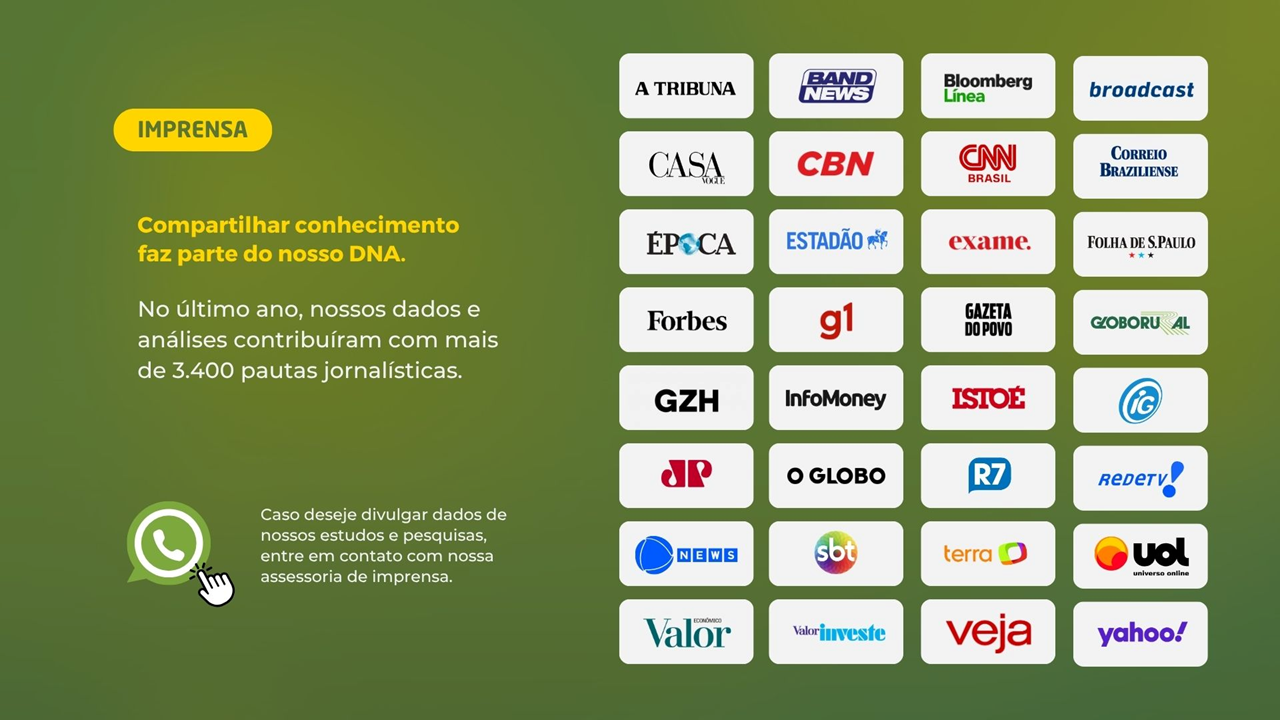 IMPRENSA
Compartilhar conhecimento
faz parte do nosso DNA.
No último ano, nossos dados e
análises contribuíram com mais
de 3.400 pautas jornalísticas.
Caso deseje divulgar dados de
nossos estudos e pesquisas,
entre em contato com nossa
assessoria de imprensa.
A TRIBUNA
BAND
NEWS
Bloomberg
Línea
broadcast
CASA
VOGUE
CBN
CNN
BRASIL
CORREIO
BRAZILIENSE
ÉPOCA
ESTADÃO
exame.
FOLHA DE S.PAULO
Forbes
g1
GAZETA
DO POVO
GLOBORURAL
GZH
InfoMoney
ISTOÉ
iG
JP
O GLOBO
R7
REDETV!
NEWS
sbt
terra
UOL
universo online
Valor
ECONÔMICO
Valor investe
veja
yahoo!